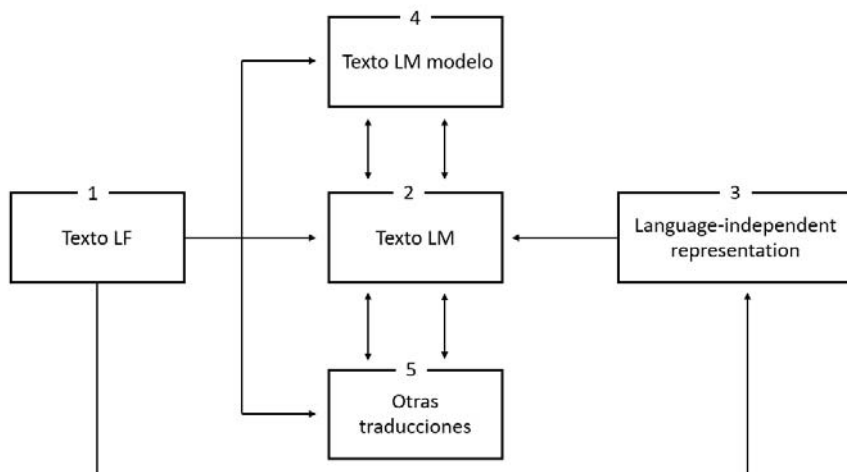 4
Texto LM modelo
1
Texto LF
2
Texto LM
3
Language-independent
representation
5
Otras
traducciones